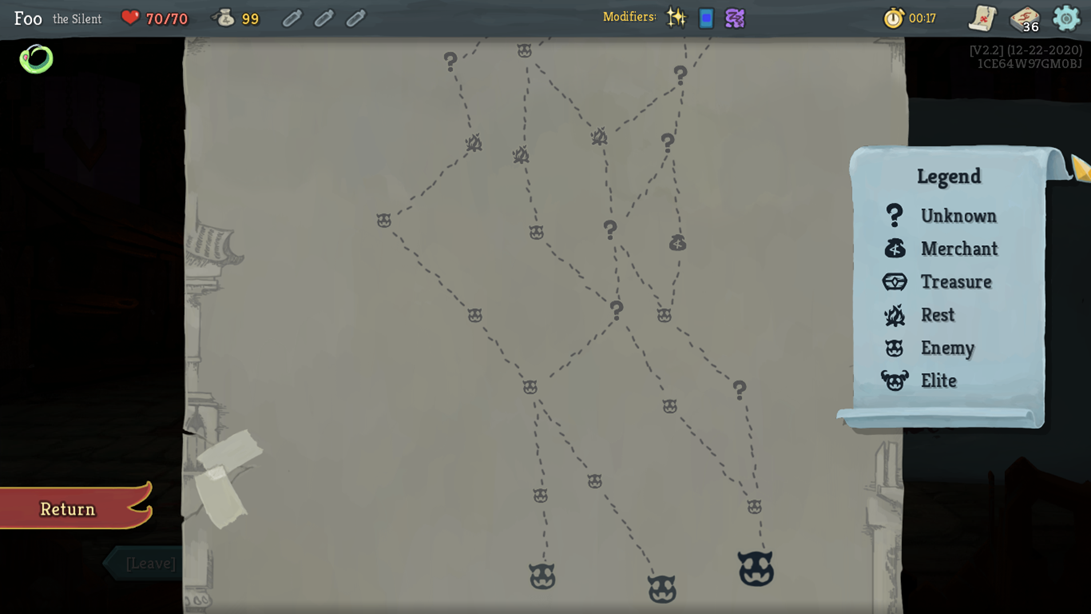 Foo the Silent 70/70 99 Modifiers: 00:17 36
[V2.2] (12-22-2020)
1CE64W97GM0BJ
Legend
Unknown
Merchant
Treasure
Rest
Enemy
Elite
Return
[Leave]